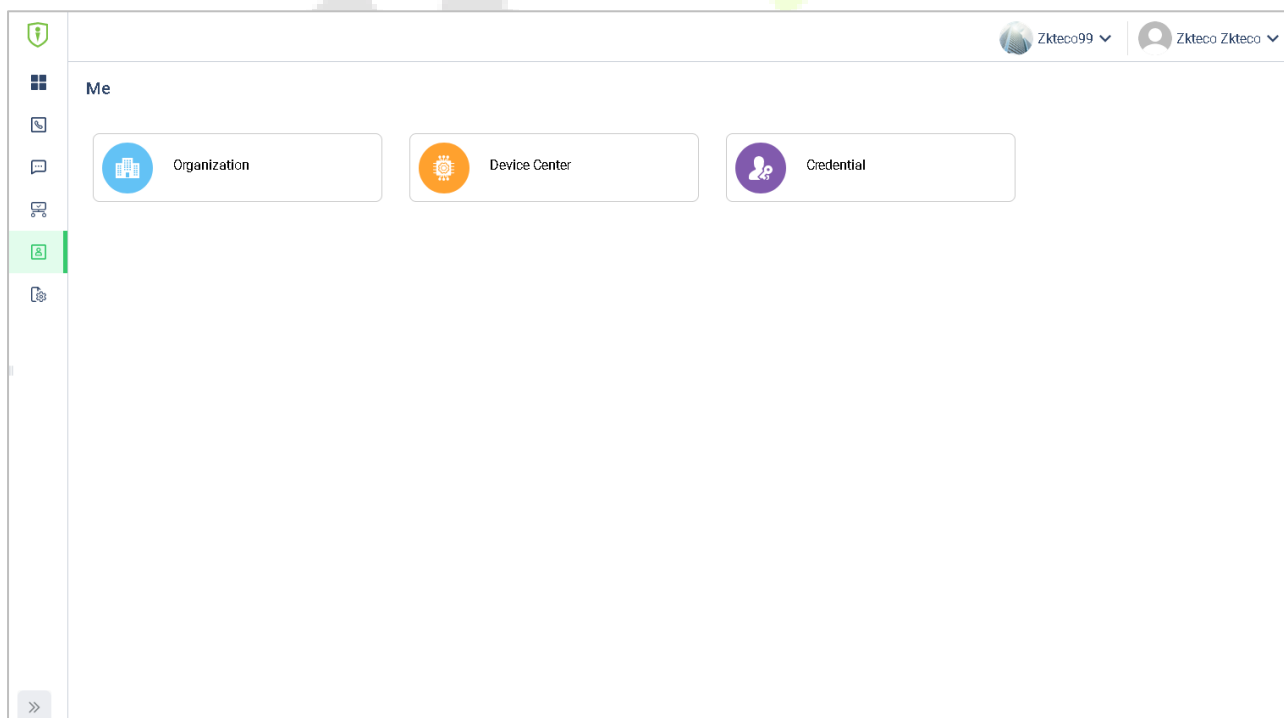 Zkteco99
Zkteco Zkteco
Me
Organization
Device Center
Credential